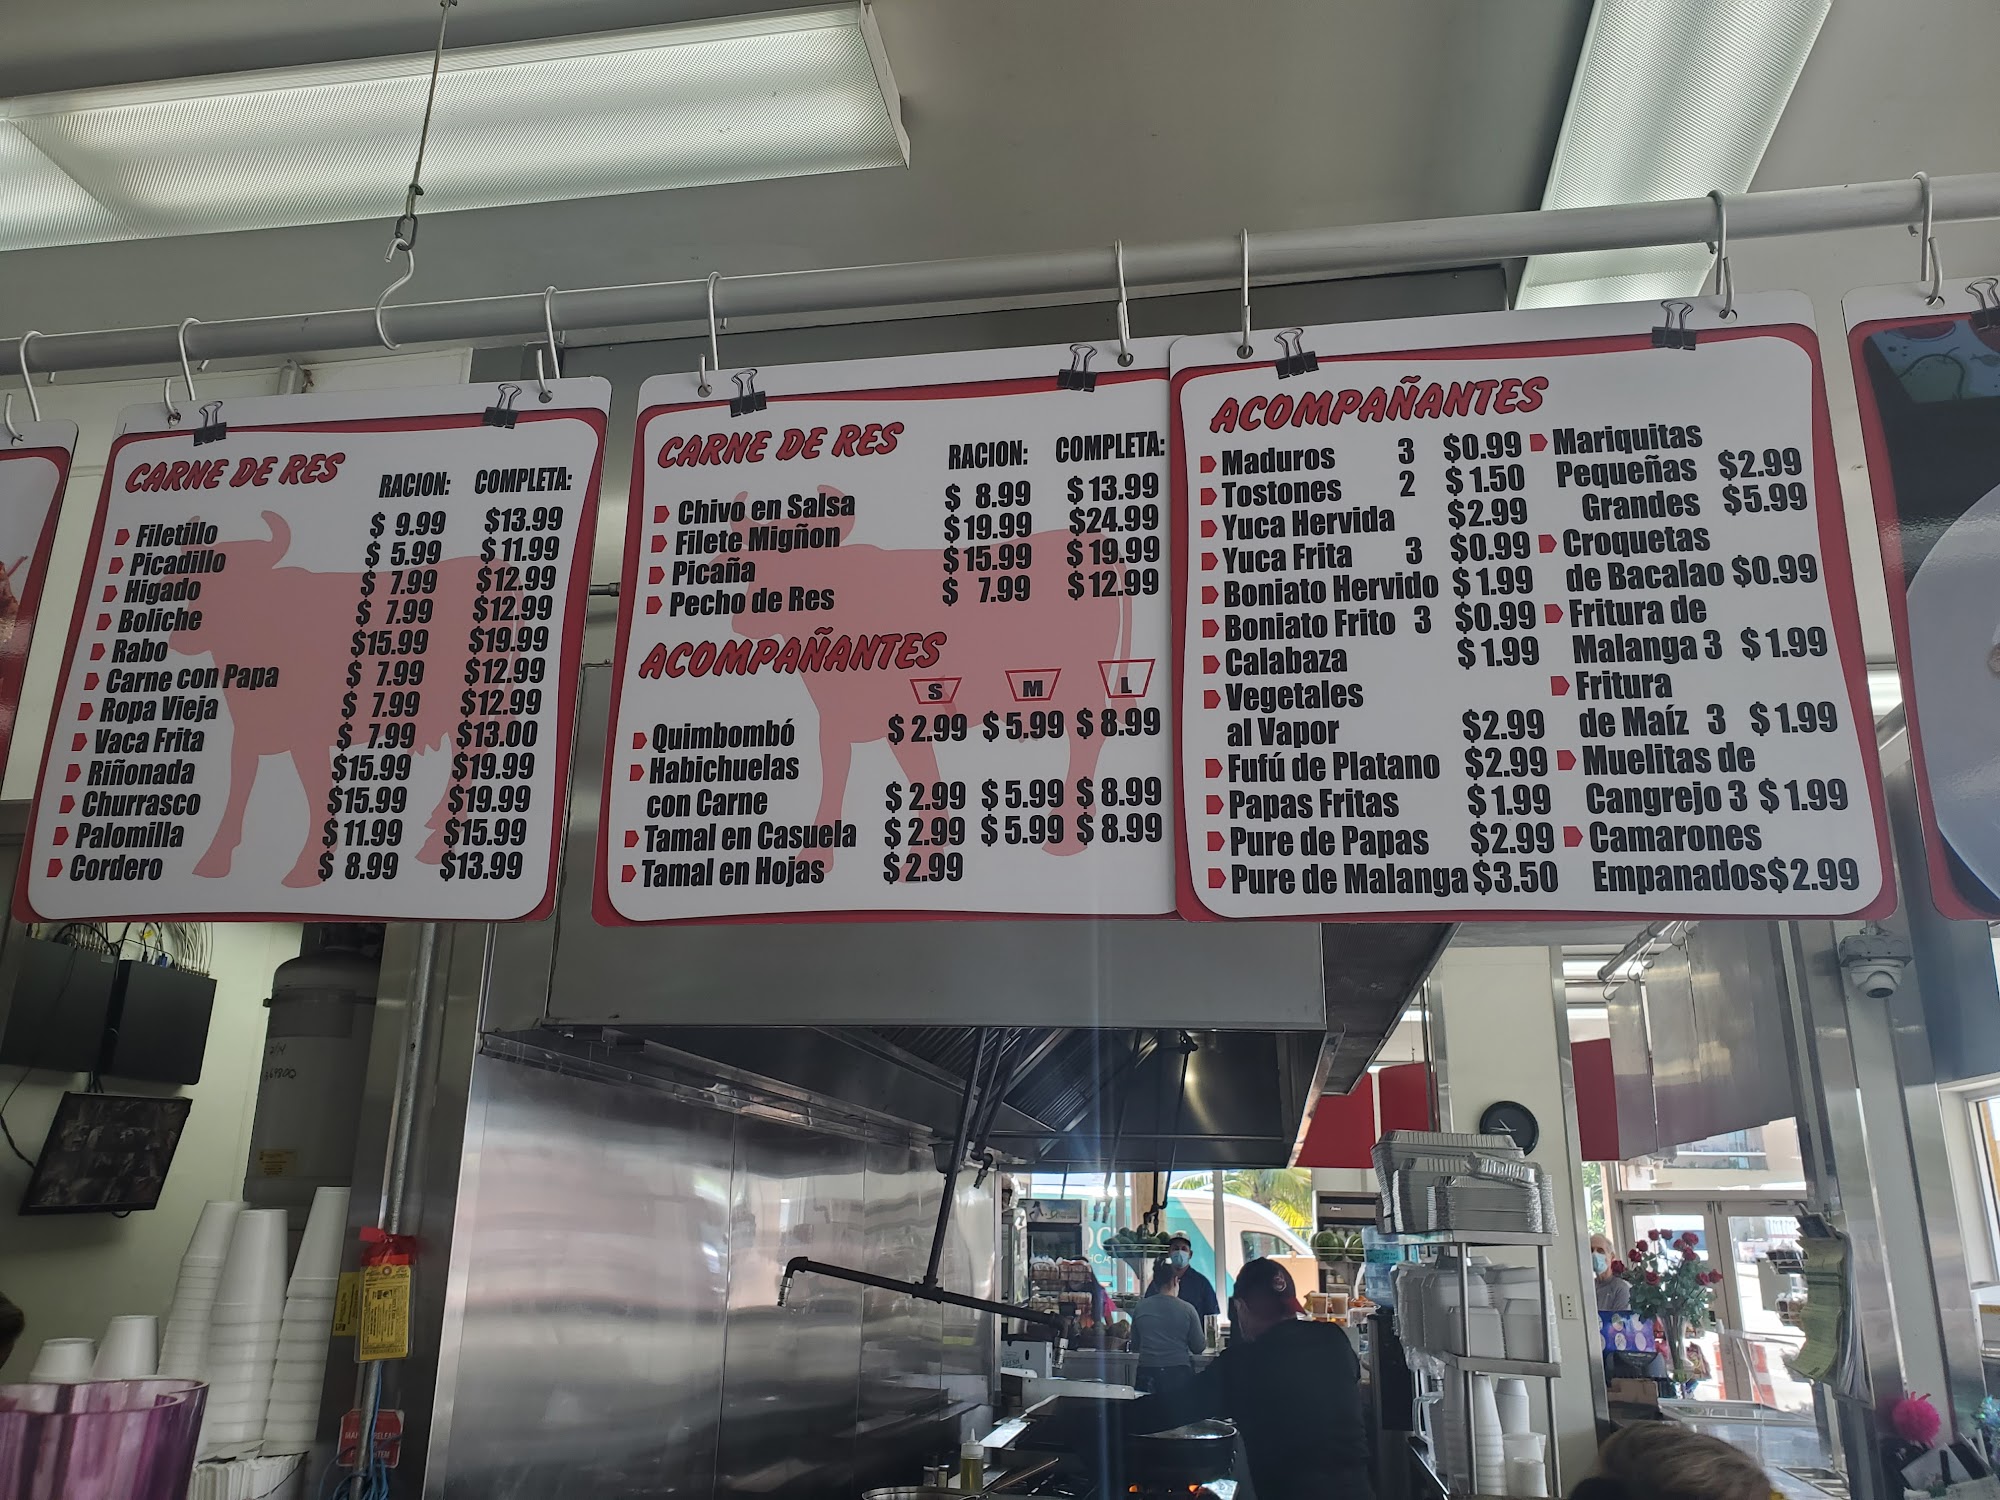 CARNE DE RES
RACION: COMPLETA:
Filetillo $ 9.99 $13.99
Picadillo $ 5.99 $11.99
Higado $ 7.99 $12.99
Boliche $ 7.99 $12.99
Rabo $15.99 $19.99
Carne con Papa $ 7.99 $12.99
Ropa Vieja $ 7.99 $12.99
Vaca Frita $ 7.99 $13.00
Riñonada $15.99 $19.99
Churrasco $15.99 $19.99
Palomilla $11.99 $15.99
Cordero $ 8.99 $13.99
CARNE DE RES
RACION: COMPLETA:
Chivo en Salsa $ 8.99 $13.99
Filete Migñon $19.99 $24.99
Picaña $15.99 $19.99
Pecho de Res $ 7.99 $12.99
ACOMPAÑANTES
S M L
Quimbombó $2.99 $5.99 $8.99
Habichuelas
con Carne $2.99 $5.99 $8.99
Tamal en Casuela $2.99 $5.99 $8.99
Tamal en Hojas $2.99
ACOMPAÑANTES
Maduros 3 $0.99
Tostones 2 $1.50
Yuca Hervida $2.99
Yuca Frita 3 $0.99
Boniato Hervido $1.99
Boniato Frito 3 $0.99
Calabaza $1.99
Vegetales
al Vapor $2.99
Fufú de Platano $2.99
Papas Fritas $1.99
Pure de Papas $2.99
Pure de Malanga $3.50
Mariquitas
Pequeñas $2.99
Grandes $5.99
Croquetas
de Bacalao $0.99
Fritura de
Malanga 3 $1.99
Fritura
de Maíz 3 $1.99
Muelitas de
Cangrejo 3 $1.99
Camarones
Empanados $2.99